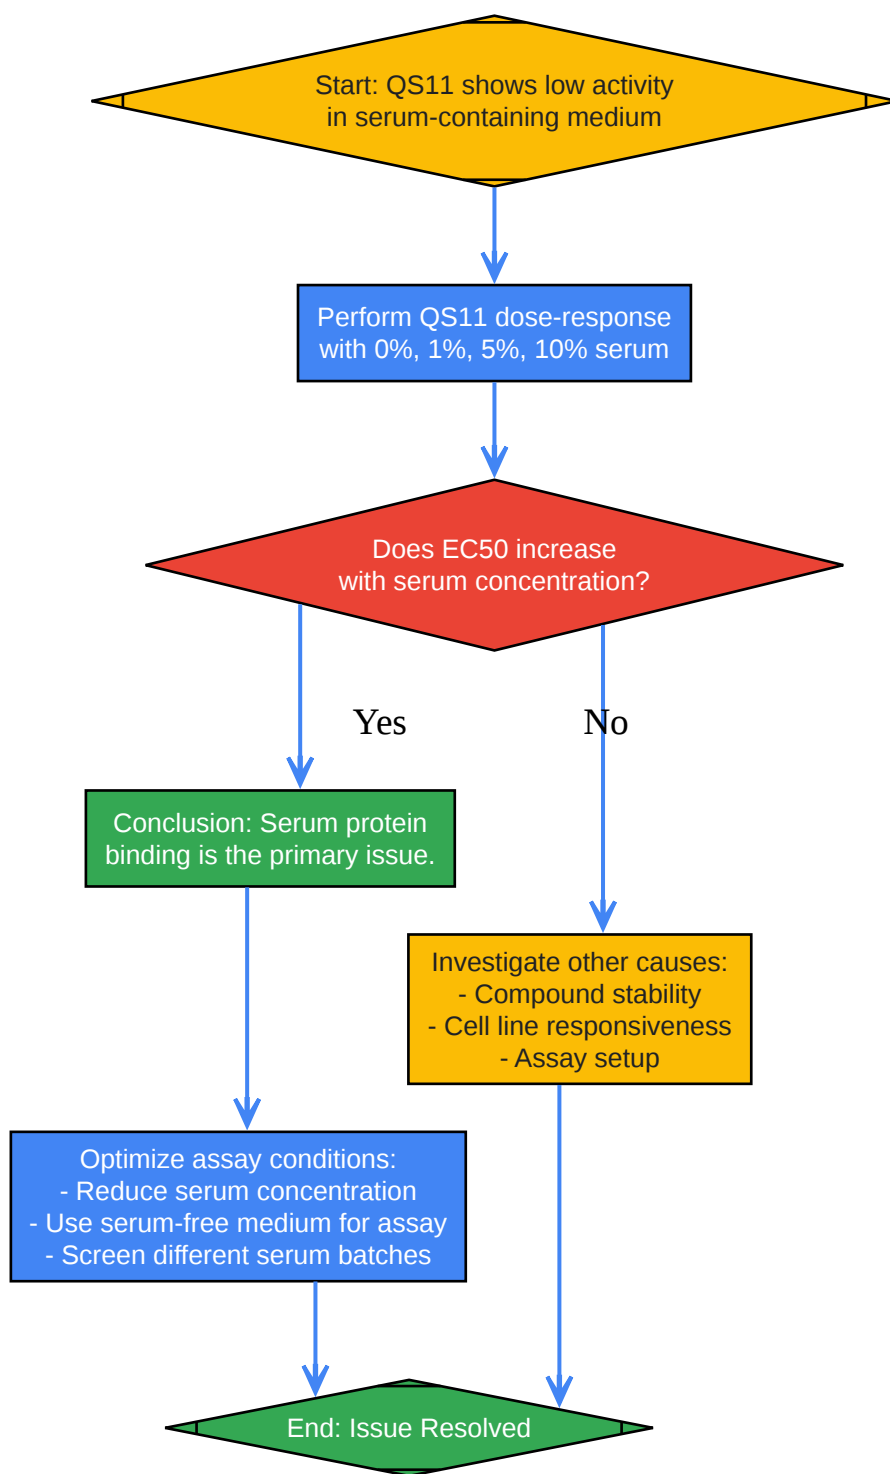 Start: QS11 shows low activity
in serum-containing medium
Perform QS11 dose-response
with 0%, 1%, 5%, 10% serum
Does EC50 increase
with serum concentration?
Yes
No
Conclusion: Serum protein
binding is the primary issue.
Investigate other causes:
- Compound stability
- Cell line responsiveness
- Assay setup
Optimize assay conditions:
- Reduce serum concentration
- Use serum-free medium for assay
- Screen different serum batches
End: Issue Resolved